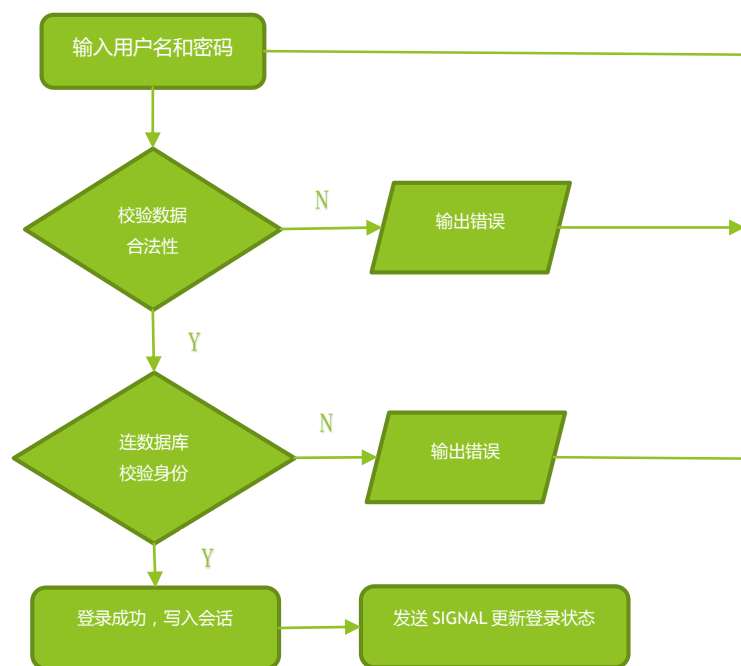 输入用户名和密码
校验数据
合法性
N
输出错误
Y
连数据库
校验身份
N
输出错误
Y
登录成功，写入会话
发送 SIGNAL 更新登录状态